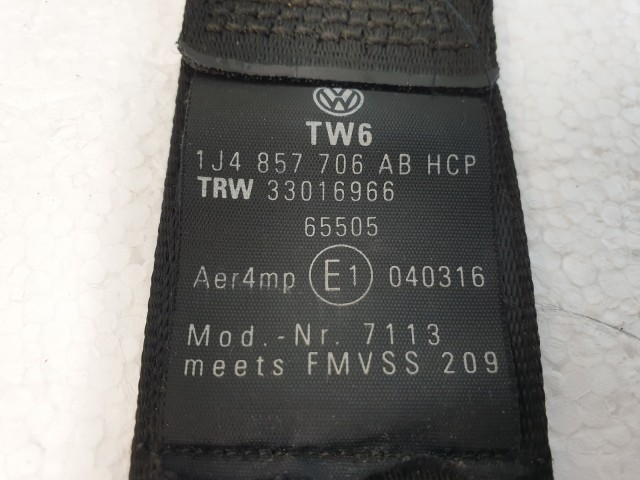 TW6
1J4 857 706 AB HCP
TRW 33016966
65505
Aer4mp E1 040316
Mod.-Nr. 7113
meets FMVSS 209